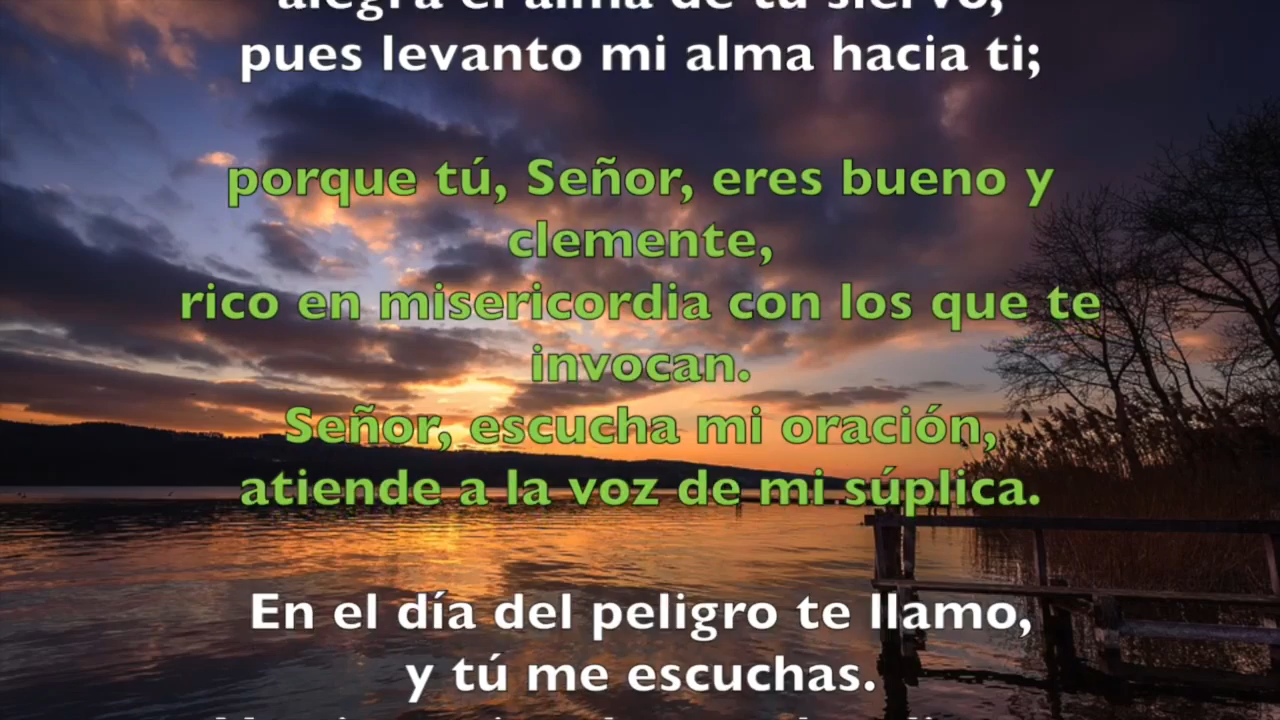 alegra el alma de tu siervo,
pues levanto mi alma hacia ti;
porque tú, Señor, eres bueno y
clemente,
rico en misericordia con los que te
invocan.
Señor, escucha mi oración,
atiende a la voz de mi súplica.
En el día del peligro te llamo,
y tú me escuchas.